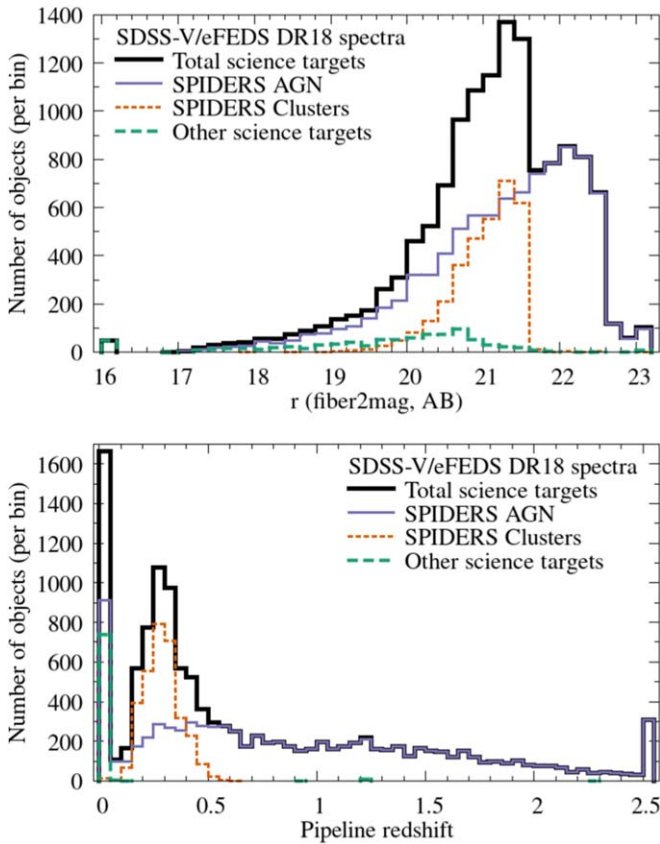 1400
SDSS-V/eFEDS DR18 spectra
Total science targets
1200
SPIDERS AGN
SPIDERS Clusters
1000
Other science targets
800
600
400
200
0
Number of objects (per bin)
16 17 18 19 20 21 22 23
r (fiber2mag, AB)
1600
SDSS-V/eFEDS DR18 spectra
Total science targets
1400
SPIDERS AGN
1200
SPIDERS Clusters
Other science targets
1000
800
600
400
200
0
Number of objects (per bin)
0 0.5 1 1.5 2 2.5
Pipeline redshift